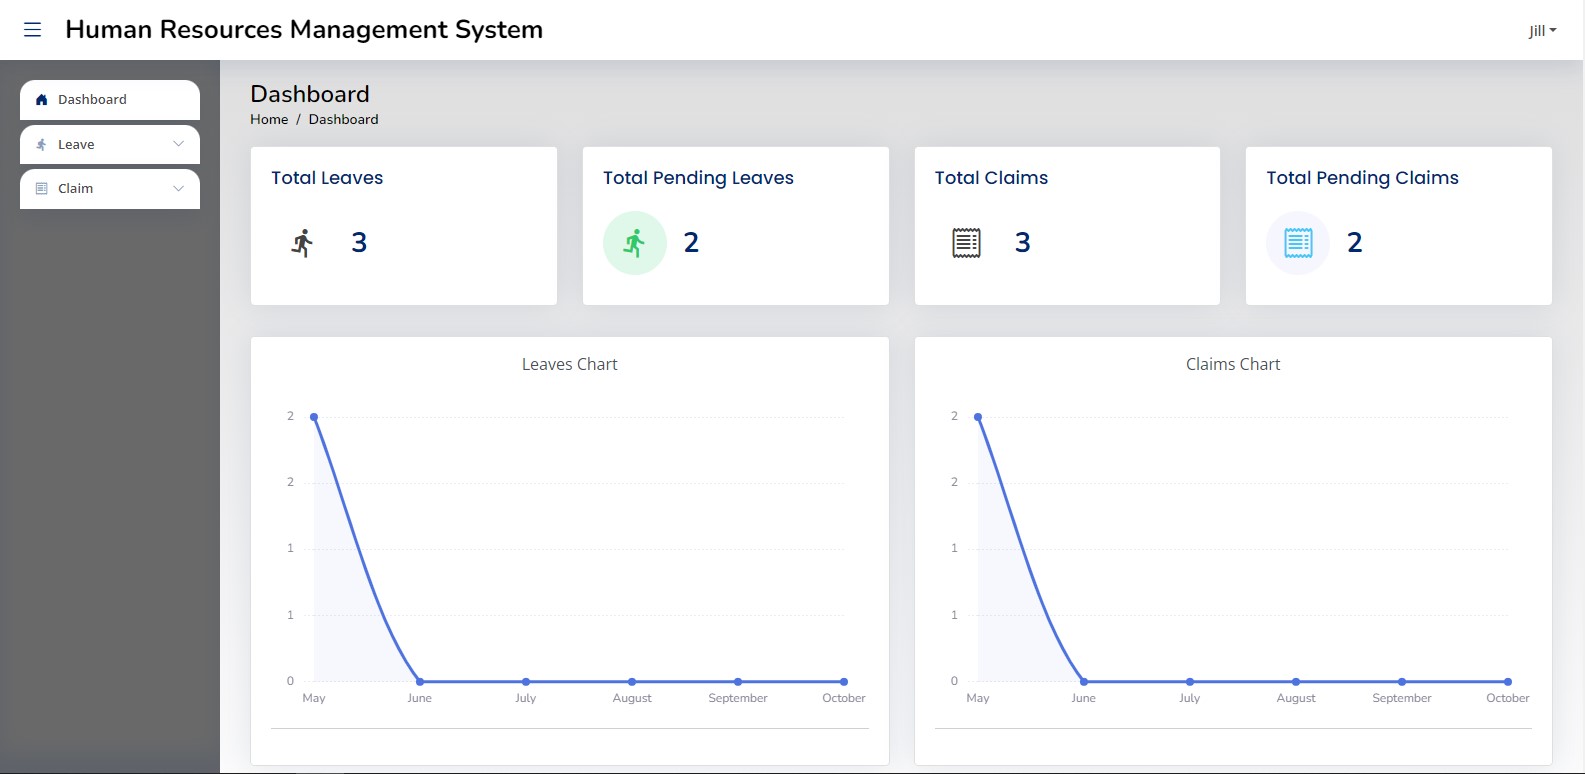 Human Resources Management System
Jill
Dashboard
Leave
Claim
Dashboard
Home / Dashboard
Total Leaves
3
Total Pending Leaves
2
Total Claims
3
Total Pending Claims
2
Leaves Chart
2
2
1
1
0
May June July August September October
Claims Chart
2
2
1
1
0
May June July August September October